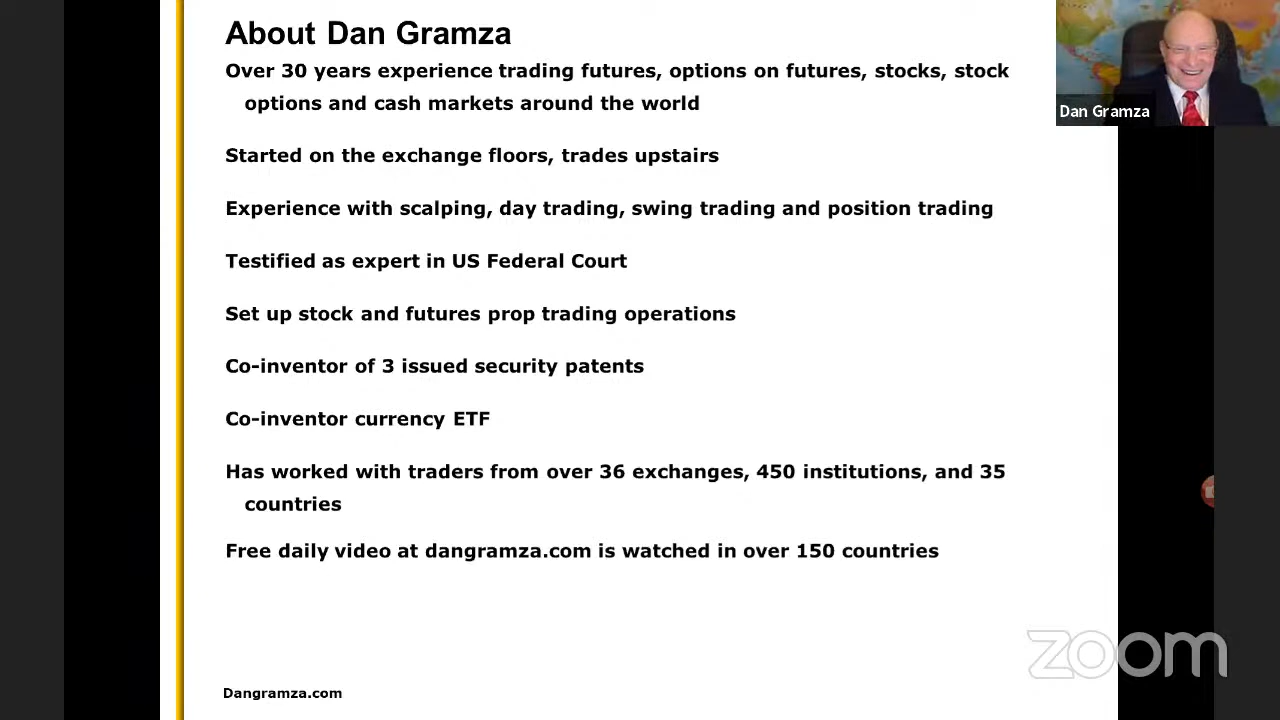 About Dan Gramza
Over 30 years experience trading futures, options on futures, stocks, stock
options and cash markets around the world
Started on the exchange floors, trades upstairs
Experience with scalping, day trading, swing trading and position trading
Testified as expert in US Federal Court
Set up stock and futures prop trading operations
Co-inventor of 3 issued security patents
Co-inventor currency ETF
Has worked with traders from over 36 exchanges, 450 institutions, and 35
countries
Free daily video at dangramza.com is watched in over 150 countries
Dangramza.com
Dan Gramza
zoom